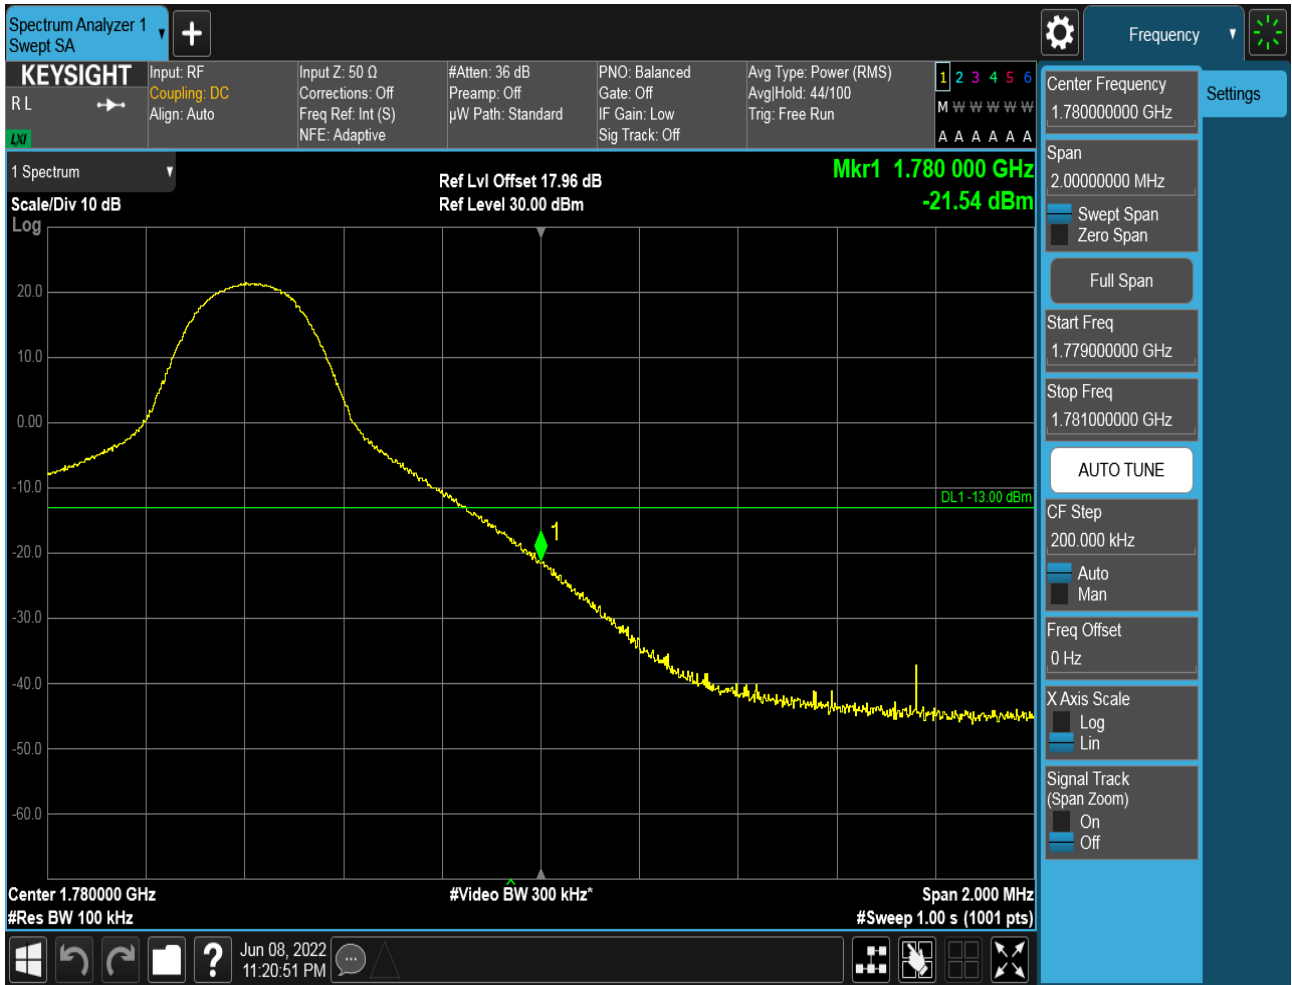 Spectrum Analyzer 1
Swept SA
Frequency
KEYSIGHT
R L
LXI
Input: RF
Coupling: DC
Align: Auto
Input Z: 50 Ω
Corrections: Off
Freq Ref: Int (S)
NFE: Adaptive
#Atten: 36 dB
Preamp: Off
µW Path: Standard
PNO: Balanced
Gate: Off
IF Gain: Low
Sig Track: Off
Avg Type: Power (RMS)
Avg|Hold: 44/100
Trig: Free Run
1 2 3 4 5 6
M W W W W W
A A A A A A
1 Spectrum
Scale/Div 10 dB
Log
Ref Lvl Offset 17.96 dB
Ref Level 30.00 dBm
Mkr1 1.780 000 GHz
-21.54 dBm
20.0
10.0
0.00
-10.0
-20.0
-30.0
-40.0
-50.0
-60.0
DL1 -13.00 dBm
1
Center 1.780000 GHz
#Res BW 100 kHz
#Video BW 300 kHz*
Span 2.000 MHz
#Sweep 1.00 s (1001 pts)
Jun 08, 2022
11:20:51 PM
Center Frequency
1.780000000 GHz
Settings
Span
2.00000000 MHz
Swept Span
Zero Span
Full Span
Start Freq
1.779000000 GHz
Stop Freq
1.781000000 GHz
AUTO TUNE
CF Step
200.000 kHz
Auto
Man
Freq Offset
0 Hz
X Axis Scale
Log
Lin
Signal Track
(Span Zoom)
On
Off